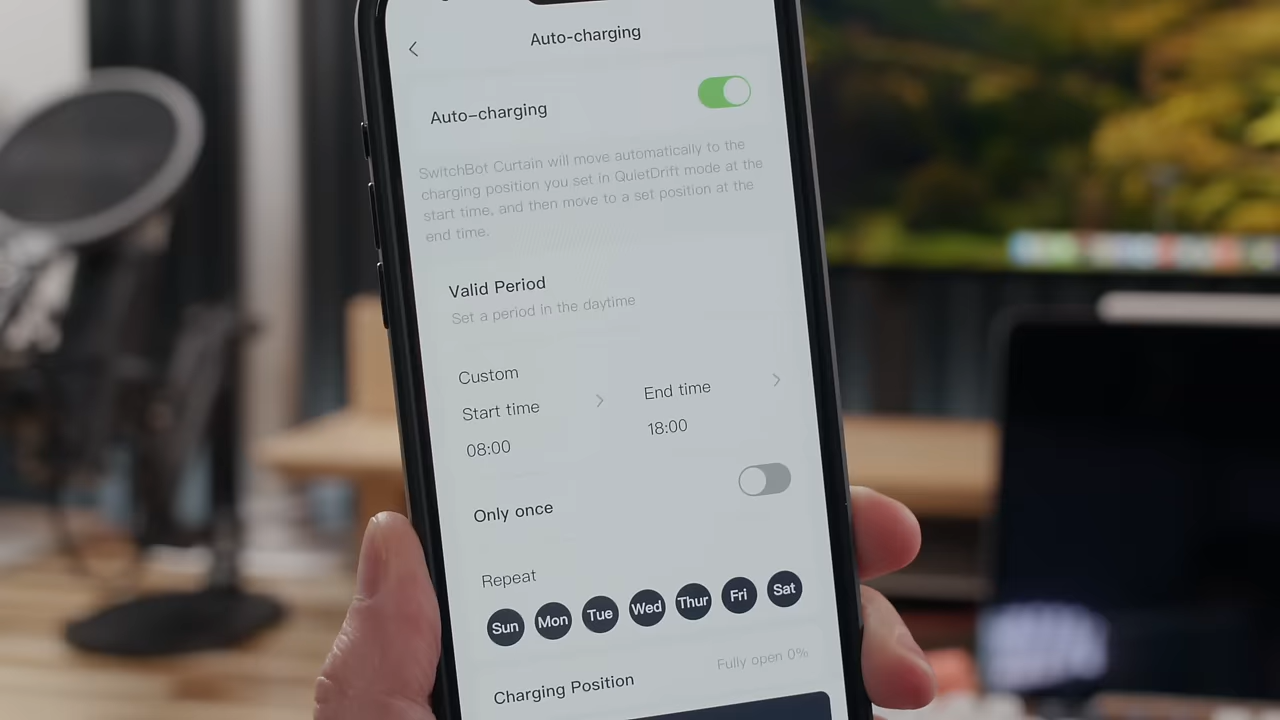 Auto-charging
Auto-charging
SwitchBot Curtain will move automatically to the
charging position you set in QuietDrift mode at the
start time, and then move to a set position at the
end time.
Valid Period
Set a period in the daytime
Custom
Start time
End time
08:00
18:00
Only once
Repeat
Sun Mon Tue Wed Thur Fri Sat
Charging Position
Fully open 0%